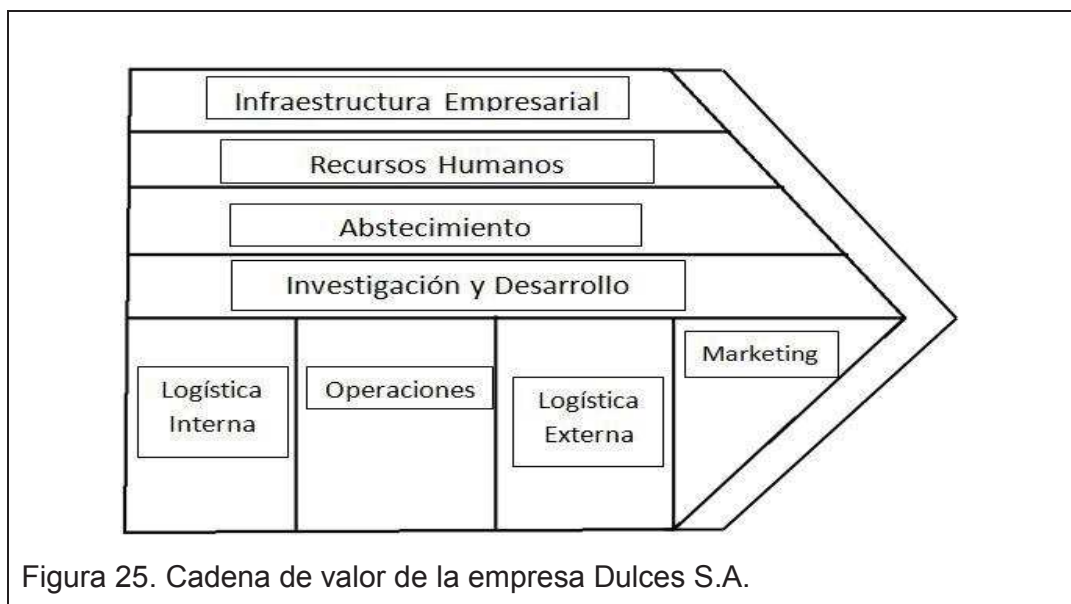 Infraestructura Empresarial
Recursos Humanos
Abstecimiento
Investigación y Desarrollo
Logística
Interna
Operaciones
Logística
Externa
Marketing
Figura 25. Cadena de valor de la empresa Dulces S.A.